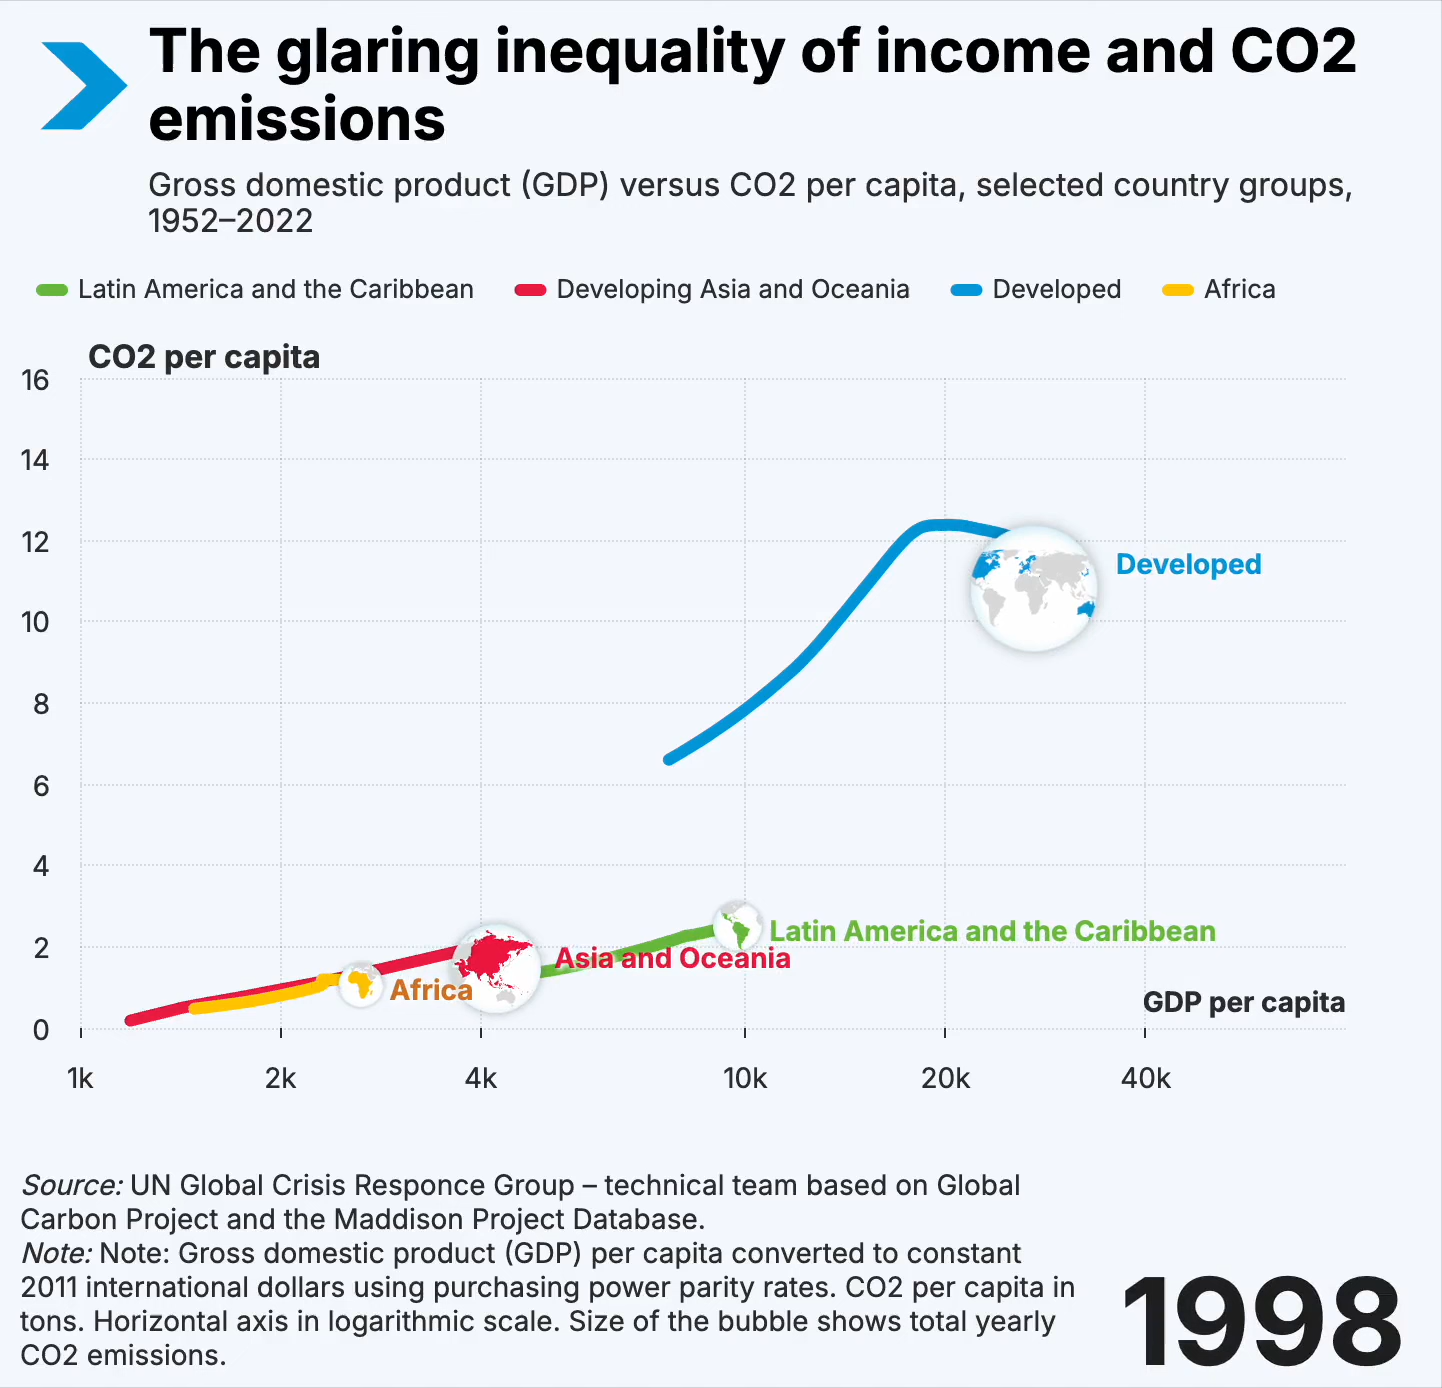 The glaring inequality of income and CO2
emissions
Gross domestic product (GDP) versus CO2 per capita, selected country groups,
1952–2022
Latin America and the Caribbean
Developing Asia and Oceania
Developed
Africa
CO2 per capita
16
14
12
10
8
6
4
2
0
Developed
Latin America and the Caribbean
Asia and Oceania
Africa
GDP per capita
1k
2k
4k
10k
20k
40k
Source: UN Global Crisis Responce Group – technical team based on Global
Carbon Project and the Maddison Project Database.
Note: Note: Gross domestic product (GDP) per capita converted to constant
2011 international dollars using purchasing power parity rates. CO2 per capita in
tons. Horizontal axis in logarithmic scale. Size of the bubble shows total yearly
CO2 emissions.
1998